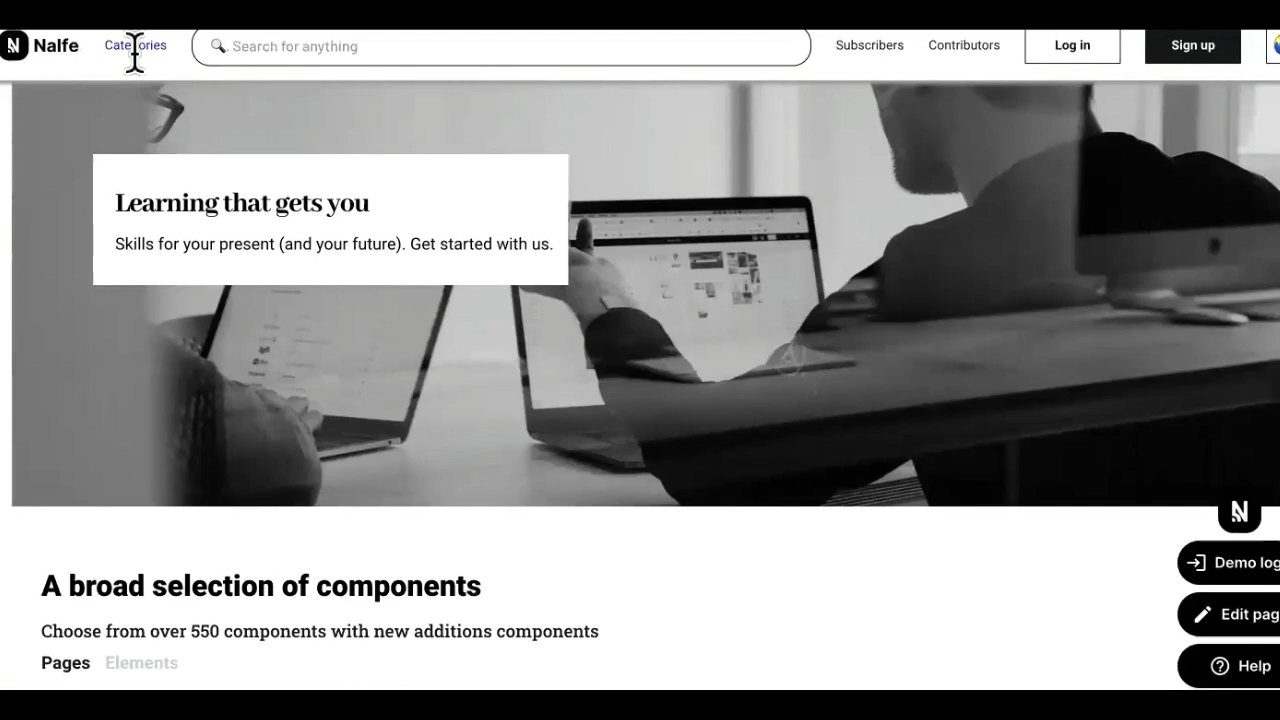 Nalfe Categories Search for anything Subscribers Contributors Log in Sign up
Learning that gets you
Skills for your present (and your future). Get started with us.
A broad selection of components
Choose from over 550 components with new additions components
Pages Elements
Demo log
Edit pag
Help